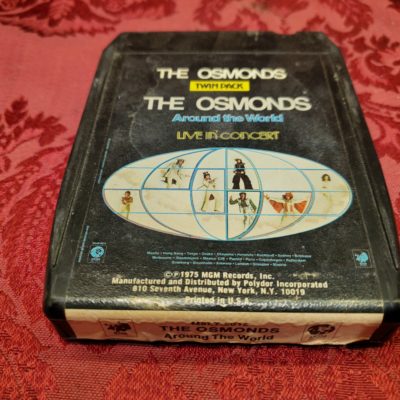 THE OSMONDS
TWIN PACK
THE OSMONDS
Around the World
LIVE IN CONCERT
©℗1975 MGM Records, Inc.
Manufactured and Distributed by Polydor Incorporated
810 Seventh Avenue, New York, N.Y. 10019
Printed in U.S.A.
THE OSMONDS
Around The World